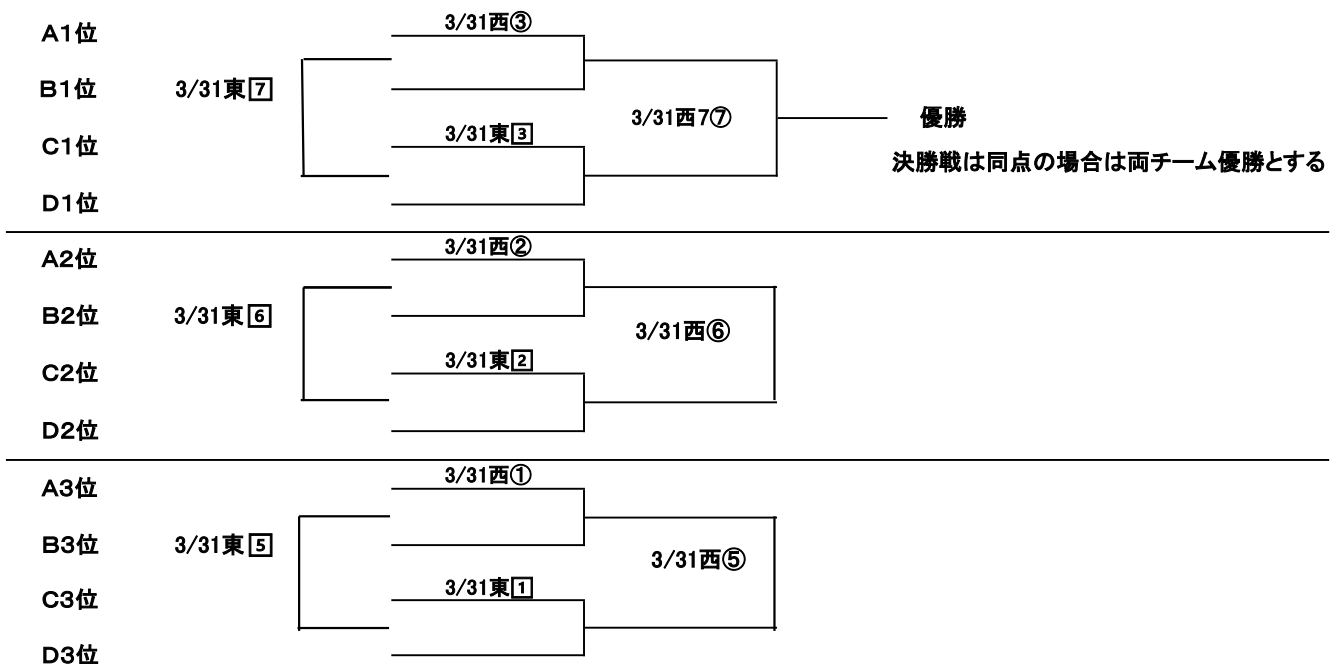 3/31西③
A1位
B1位 3/31東7
3/31西7⑦ 優勝
C1位 3/31東3
決勝戦は同点の場合は両チーム優勝とする
D1位
3/31西②
A2位
B2位 3/31東6
3/31西⑥
C2位 3/31東2
D2位
3/31西①
A3位
B3位 3/31東5
3/31西⑤
C3位 3/31東1
D3位